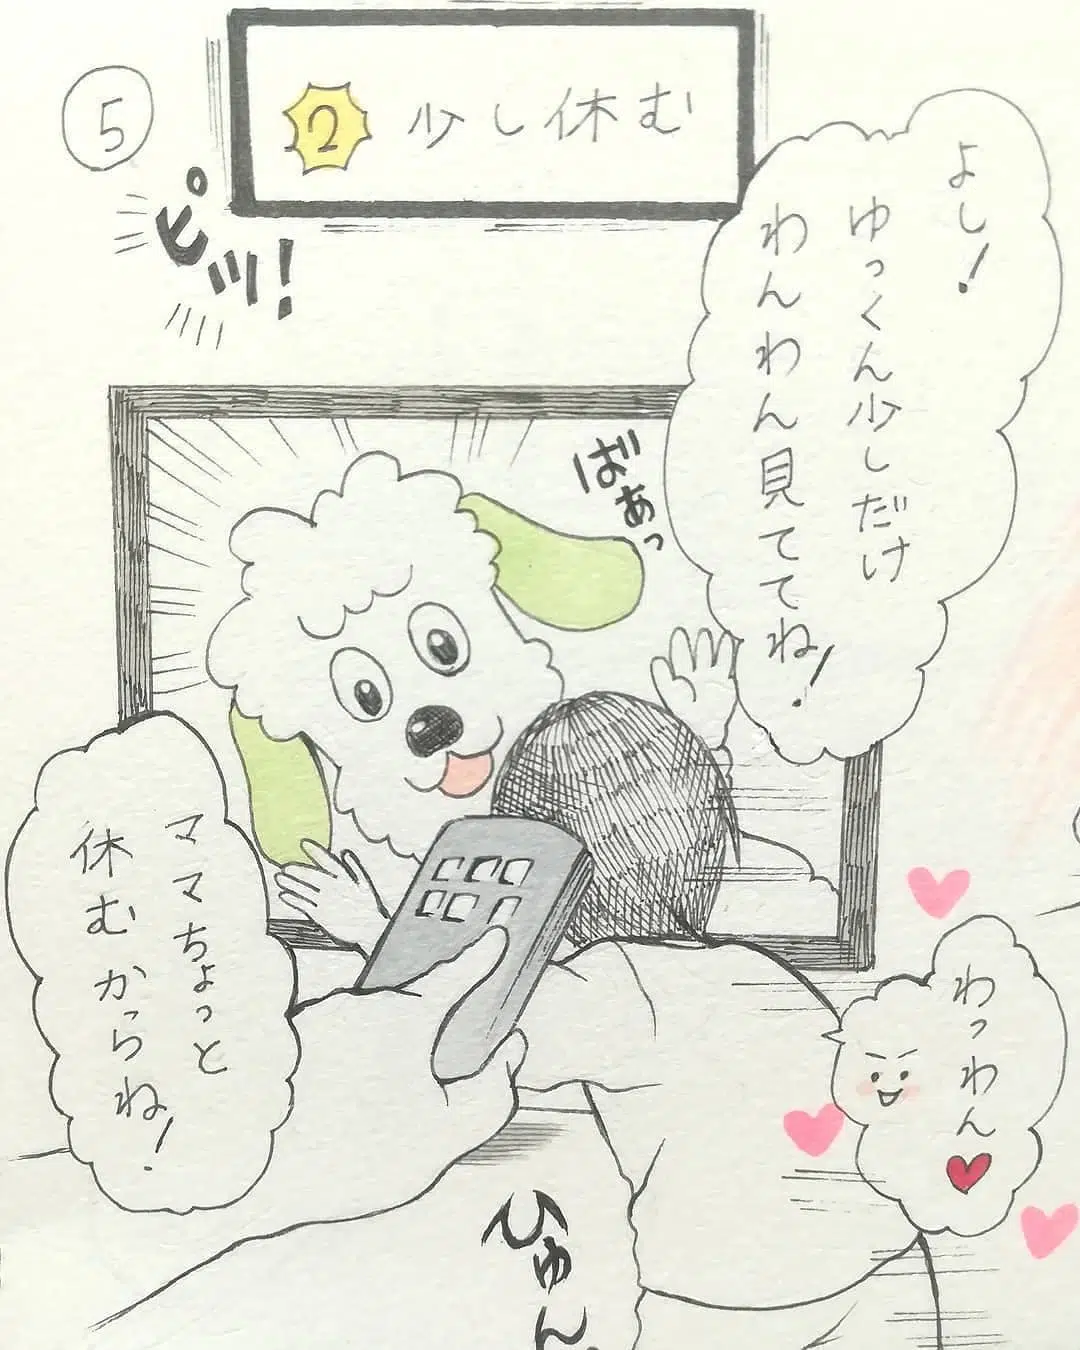 ⑤
② 少し休む
ピッ!
よし!
ゆっくん少しだけ
わんわん見ててね!
ばあっ
ママちょっと
休むからね!
わっわん♥
ひゅん